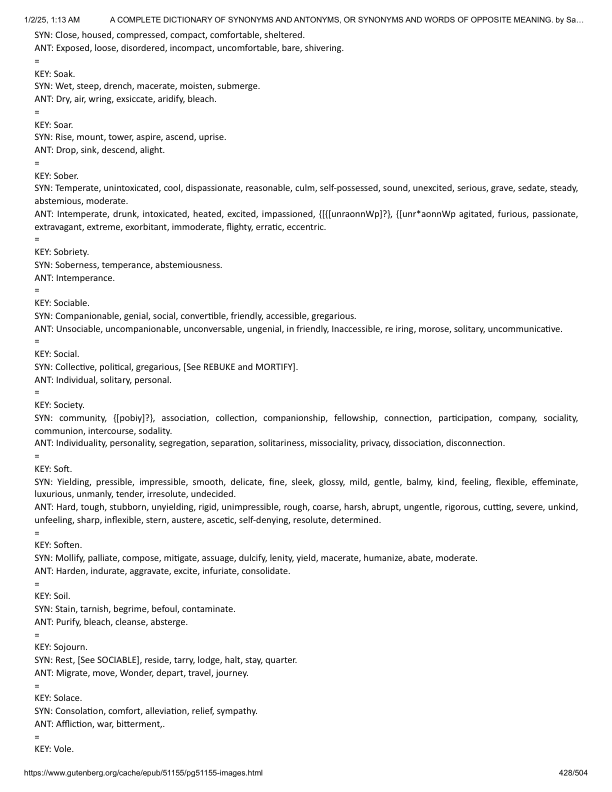 1/2/25, 1:13 AM A COMPLETE DICTIONARY OF SYNONYMS AND ANTONYMS, OR SYNONYMS AND WORDS OF OPPOSITE MEANING. by Sa…
SYN: Close, housed, compressed, compact, comfortable, sheltered.
ANT: Exposed, loose, disordered, incompact, uncomfortable, bare, shivering.
=
KEY: Soak.
SYN: Wet, steep, drench, macerate, moisten, submerge.
ANT: Dry, air, wring, exsiccate, aridify, bleach.
=
KEY: Soar.
SYN: Rise, mount, tower, aspire, ascend, uprise.
ANT: Drop, sink, descend, alight.
=
KEY: Sober.
SYN: Temperate, unintoxicated, cool, dispassionate, reasonable, culm, self-possessed, sound, unexcited, serious, grave, sedate, steady,
abstemious, moderate.
ANT: Intemperate, drunk, intoxicated, heated, excited, impassioned, {[{[unraonnWp]?}, {[unr*aonnWp agitated, furious, passionate,
extravagant, extreme, exorbitant, immoderate, flighty, erratic, eccentric.
=
KEY: Sobriety.
SYN: Soberness, temperance, abstemiousness.
ANT: Intemperance.
=
KEY: Sociable.
SYN: Companionable, genial, social, convertible, friendly, accessible, gregarious.
ANT: Unsociable, uncompanionable, unconversable, ungenial, in friendly, Inaccessible, re iring, morose, solitary, uncommunicative.
=
KEY: Social.
SYN: Collective, political, gregarious, [See REBUKE and MORTIFY].
ANT: Individual, solitary, personal.
=
KEY: Society.
SYN: community, {[pobiy]?}, association, collection, companionship, fellowship, connection, participation, company, sociality,
communion, intercourse, sodality.
ANT: Individuality, personality, segregation, separation, solitariness, missociality, privacy, dissociation, disconnection.
=
KEY: Soft.
SYN: Yielding, pressible, impressible, smooth, delicate, fine, sleek, glossy, mild, gentle, balmy, kind, feeling, flexible, effeminate,
luxurious, unmanly, tender, irresolute, undecided.
ANT: Hard, tough, stubborn, unyielding, rigid, unimpressible, rough, coarse, harsh, abrupt, ungentle, rigorous, cutting, severe, unkind,
unfeeling, sharp, inflexible, stern, austere, ascetic, self-denying, resolute, determined.
=
KEY: Soften.
SYN: Mollify, palliate, compose, mitigate, assuage, dulcify, lenity, yield, macerate, humanize, abate, moderate.
ANT: Harden, indurate, aggravate, excite, infuriate, consolidate.
=
KEY: Soil.
SYN: Stain, tarnish, begrime, befoul, contaminate.
ANT: Purify, bleach, cleanse, absterge.
=
KEY: Sojourn.
SYN: Rest, [See SOCIABLE], reside, tarry, lodge, halt, stay, quarter.
ANT: Migrate, move, Wonder, depart, travel, journey.
=
KEY: Solace.
SYN: Consolation, comfort, alleviation, relief, sympathy.
ANT: Affliction, war, bitterment,.
=
KEY: Vole.
https://www.gutenberg.org/cache/epub/51155/pg51155-images.html 428/504